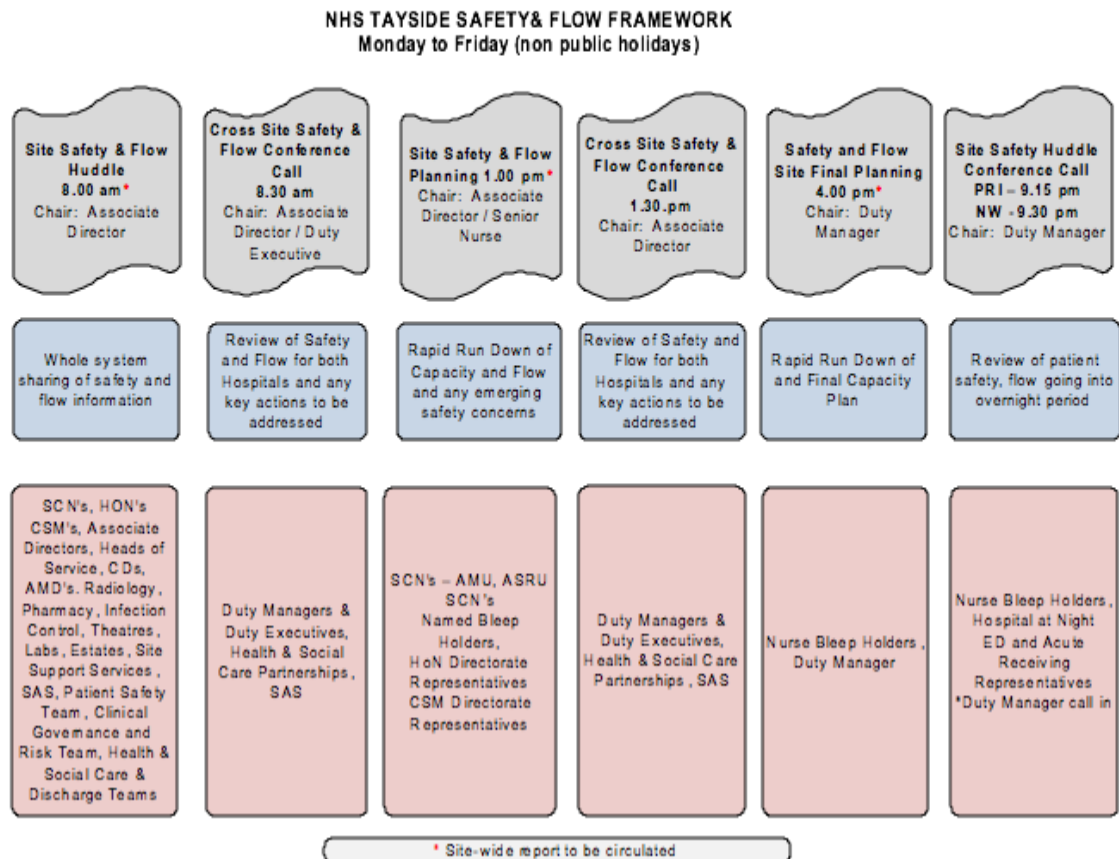 NHS TAYSIDE SAFETY& FLOW FRAMEWORK
Monday to Friday (non public holidays)
Site Safety & Flow
Huddle
8.00 am*
Chair: Associate
Director
Cross Site Safety &
Flow Conference
Call
8.30 am
Chair: Associate
Director / Duty
Executive
Site Safety & Flow
Planning 1.00 pm*
Chair: Associate
Director / Senior
Nurse
Cross Site Safety &
Flow Conference
Call
1.30.pm
Chair: Associate
Director
Safety and Flow
Site Final Planning
4.00 pm*
Chair: Duty
Manager
Site Safety Huddle
Conference Call
PRI – 9.15 pm
NW -9.30 pm
Chair: Duty Manager
Whole system
sharing of safety and
flow information
Review of Safety
and Flow for both
Hospitals and any
key actions to be
addressed
Rapid Run Down of
Capacity and Flow
and any emerging
safety concerns
Review of Safety and
Flow for both
Hospitals and any
key actions to be
addressed
Rapid Run Down of
and Final Capacity
Plan
Review of patient
safety, flow going into
overnight period
SCN's, HON's
CSM's, Associate
Directors, Heads of
Service, CDs,
AMD's. Radiology,
Pharmacy, Infection
Control, Theatres,
Labs, Estates, Site
Support Services,
SAS, Patient Safety
Team, Clinical
Governance and
Risk Team, Health &
Social Care &
Discharge Teams
Duty Managers &
Duty Executives,
Health & Social
Care Partnerships,
SAS
SCN's – AMU, ASRU
SCN's
Named Bleep
Holders,
HoN Directorate
Representatives
CSM Directorate
Representatives
Duty Managers &
Duty Executives,
Health & Social Care
Partnerships, SAS
Nurse Bleep Holders,
Duty Manager
Nurse Bleep Holders,
Hospital at Night
ED and Acute
Receiving
Representatives
*Duty Manager call in
* Site-wide report to be circulated